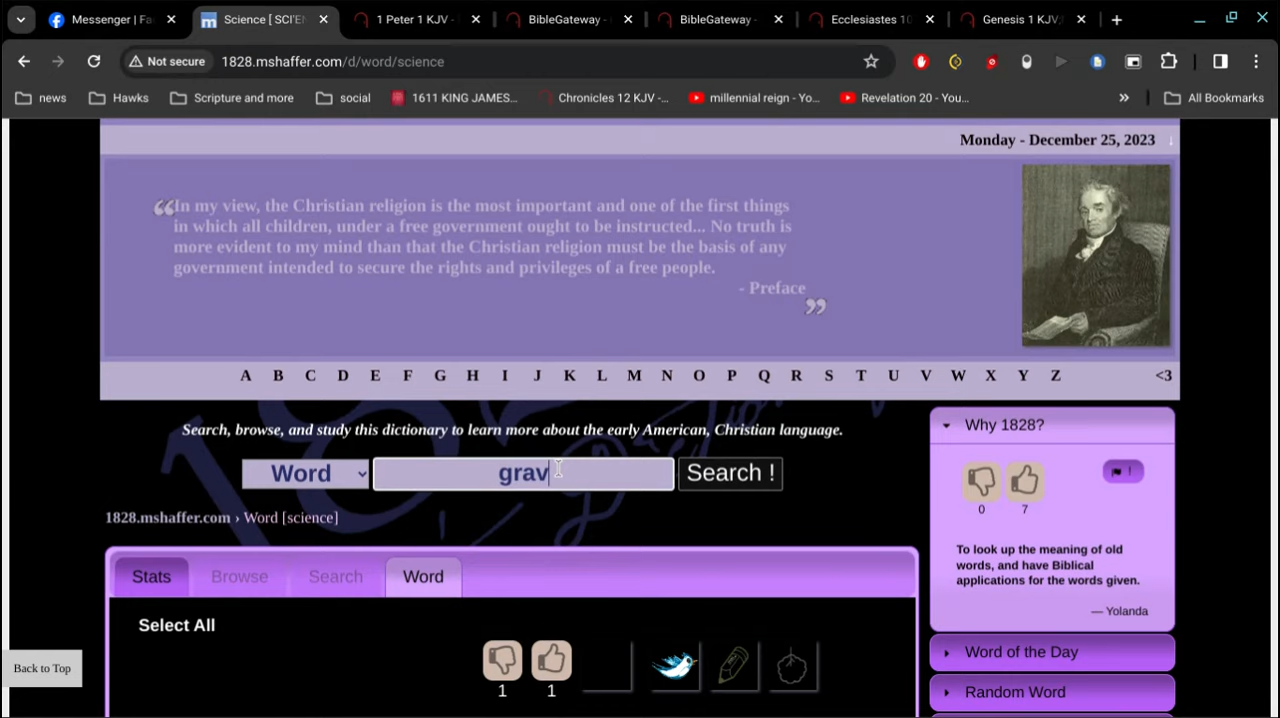 Messenger | Fa
Science [ SCI'EN
1 Peter 1 KJV -
BibleGateway -
BibleGateway -
Ecclesiastes 10
Genesis 1 KJV;
Not secure
1828.mshaffer.com/d/word/science
news
Hawks
Scripture and more
social
1611 KING JAMES...
Chronicles 12 KJV -...
millennial reign - Yo...
Revelation 20 - You...
»
All Bookmarks
Monday - December 25, 2023 ↓
“In my view, the Christian religion is the most important and one of the first things
in which all children, under a free government ought to be instructed... No truth is
more evident to my mind than that the Christian religion must be the basis of any
government intended to secure the rights and privileges of a free people.
- Preface
”
A B C D E F G H I J K L M N O P Q R S T U V W X Y Z <3
Search, browse, and study this dictionary to learn more about the early American, Christian language.
Word
grav
Search !
1828.mshaffer.com › Word [science]
Stats
Browse
Search
Word
Select All
1
1
Why 1828?
!
0
7
To look up the meaning of old
words, and have Biblical
applications for the words given.
— Yolanda
Word of the Day
Random Word
Back to Top